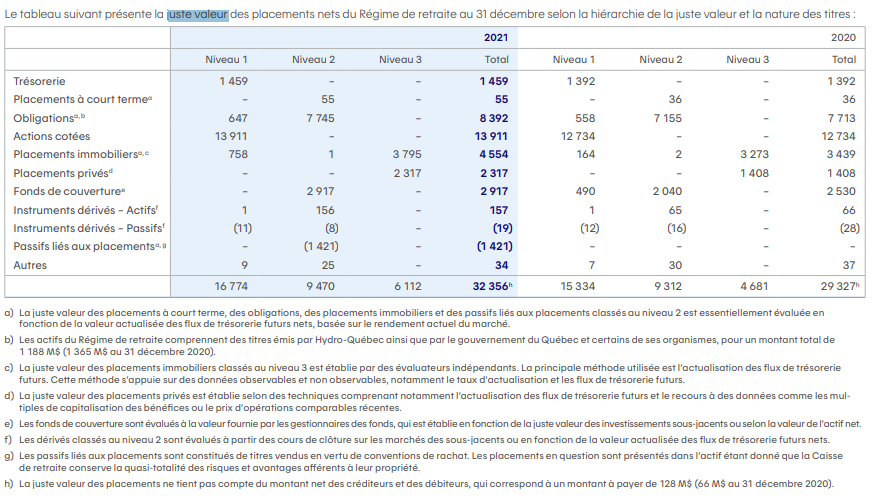 Le tableau suivant présente la juste valeur des placements nets du Régime de retraite au 31 décembre selon la hiérarchie de la juste valeur et la nature des titres :
2021 2020
Niveau 1 Niveau 2 Niveau 3 Total Niveau 1 Niveau 2 Niveau 3 Total
Trésorerie 1 459 – – 1 459 1 392 – – 1 392
Placements à court termeᵃ – 55 – 55 – 36 – 36
Obligationsᵃ,ᵇ 647 7 745 – 8 392 558 7 155 – 7 713
Actions cotées 13 911 – – 13 911 12 734 – – 12 734
Placements immobiliersᵃ,ᶜ 758 1 3 795 4 554 164 2 3 273 3 439
Placements privésᵈ – – 2 317 2 317 – – 1 408 1 408
Fonds de couvertureᵉ – 2 917 – 2 917 490 2 040 – 2 530
Instruments dérivés – Actifsᶠ 1 156 – 157 1 65 – 66
Instruments dérivés – Passifsᶠ (11) (8) – (19) (12) (16) – (28)
Passifs liés aux placementsᵃ,ᵍ – (1 421) – (1 421) – – – –
Autres 9 25 – 34 7 30 – 37
16 774 9 470 6 112 32 356ʰ 15 334 9 312 4 681 29 327ʰ
a) La juste valeur des placements à court terme, des obligations, des placements immobiliers et des passifs liés aux placements classés au niveau 2 est essentiellement évaluée en
fonction de la valeur actualisée des flux de trésorerie futurs nets, basée sur le rendement actuel du marché.
b) Les actifs du Régime de retraite comprennent des titres émis par Hydro-Québec ainsi que par le gouvernement du Québec et certains de ses organismes, pour un montant total de
1 188 M$ (1 365 M$ au 31 décembre 2020).
c) La juste valeur des placements immobiliers classés au niveau 3 est établie par des évaluateurs indépendants. La principale méthode utilisée est l'actualisation des flux de trésorerie
futurs. Cette méthode s'appuie sur des données observables et non observables, notamment le taux d'actualisation et les flux de trésorerie futurs.
d) La juste valeur des placements privés est établie selon des techniques comprenant notamment l'actualisation des flux de trésorerie futurs et le recours à des données comme les mul-
tiples de capitalisation des bénéfices ou le prix d'opérations comparables récentes.
e) Les fonds de couverture sont évalués à la valeur fournie par les gestionnaires des fonds, qui est établie en fonction de la juste valeur des investissements sous-jacents ou selon la valeur de l'actif net.
f) Les dérivés classés au niveau 2 sont évalués à partir des cours de clôture sur les marchés des sous-jacents ou en fonction de la valeur actualisée des flux de trésorerie futurs nets.
g) Les passifs liés aux placements sont constitués de titres vendus en vertu de conventions de rachat. Les placements en question sont présentés dans l'actif étant donné que la Caisse
de retraite conserve la quasi-totalité des risques et avantages afférents à leur propriété.
h) La juste valeur des placements ne tient pas compte du montant net des créditeurs et des débiteurs, qui correspond à un montant à payer de 128 M$ (66 M$ au 31 décembre 2020).